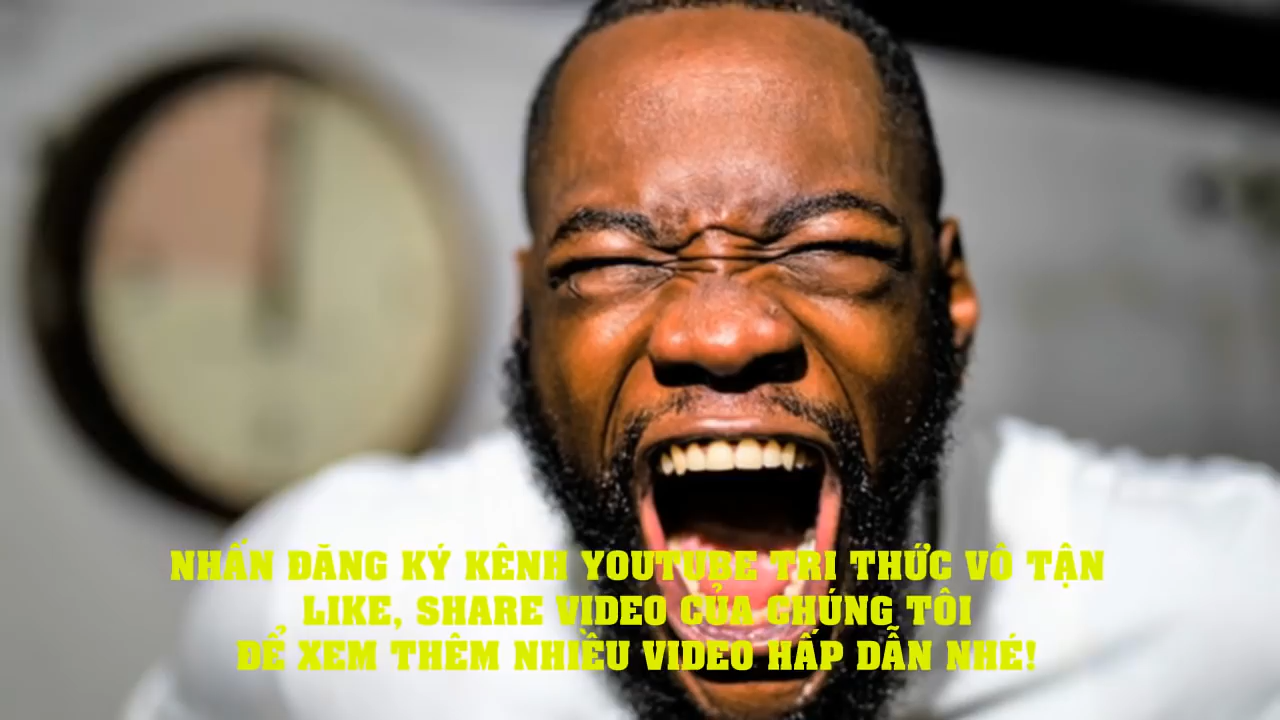 NHẤN ĐĂNG KÝ KÊNH YOUTUBE TRI THỨC VÔ TẬN
LIKE, SHARE VIDEO CỦA CHÚNG TÔI
ĐỂ XEM THÊM NHIỀU VIDEO HẤP DẪN NHÉ!